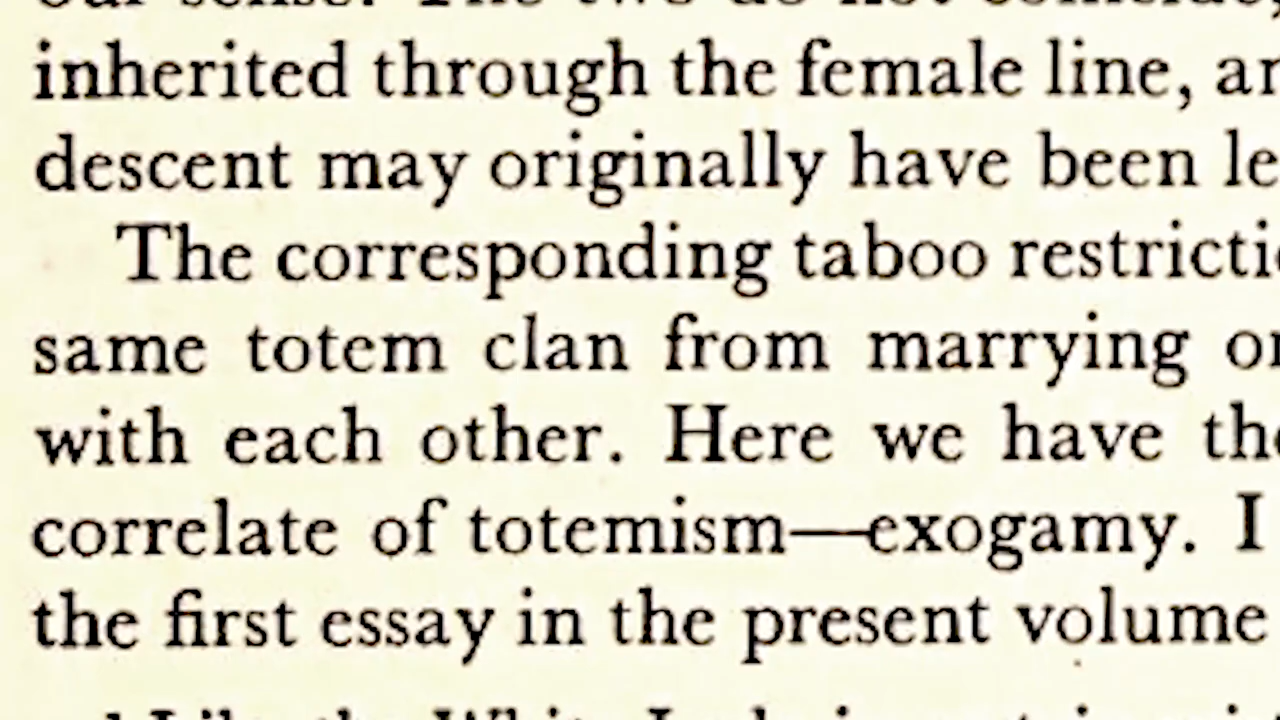 inherited through the female line, an
descent may originally have been le
The corresponding taboo restricti
same totem clan from marrying or
with each other. Here we have the
correlate of totemism—exogamy. I
the first essay in the present volume